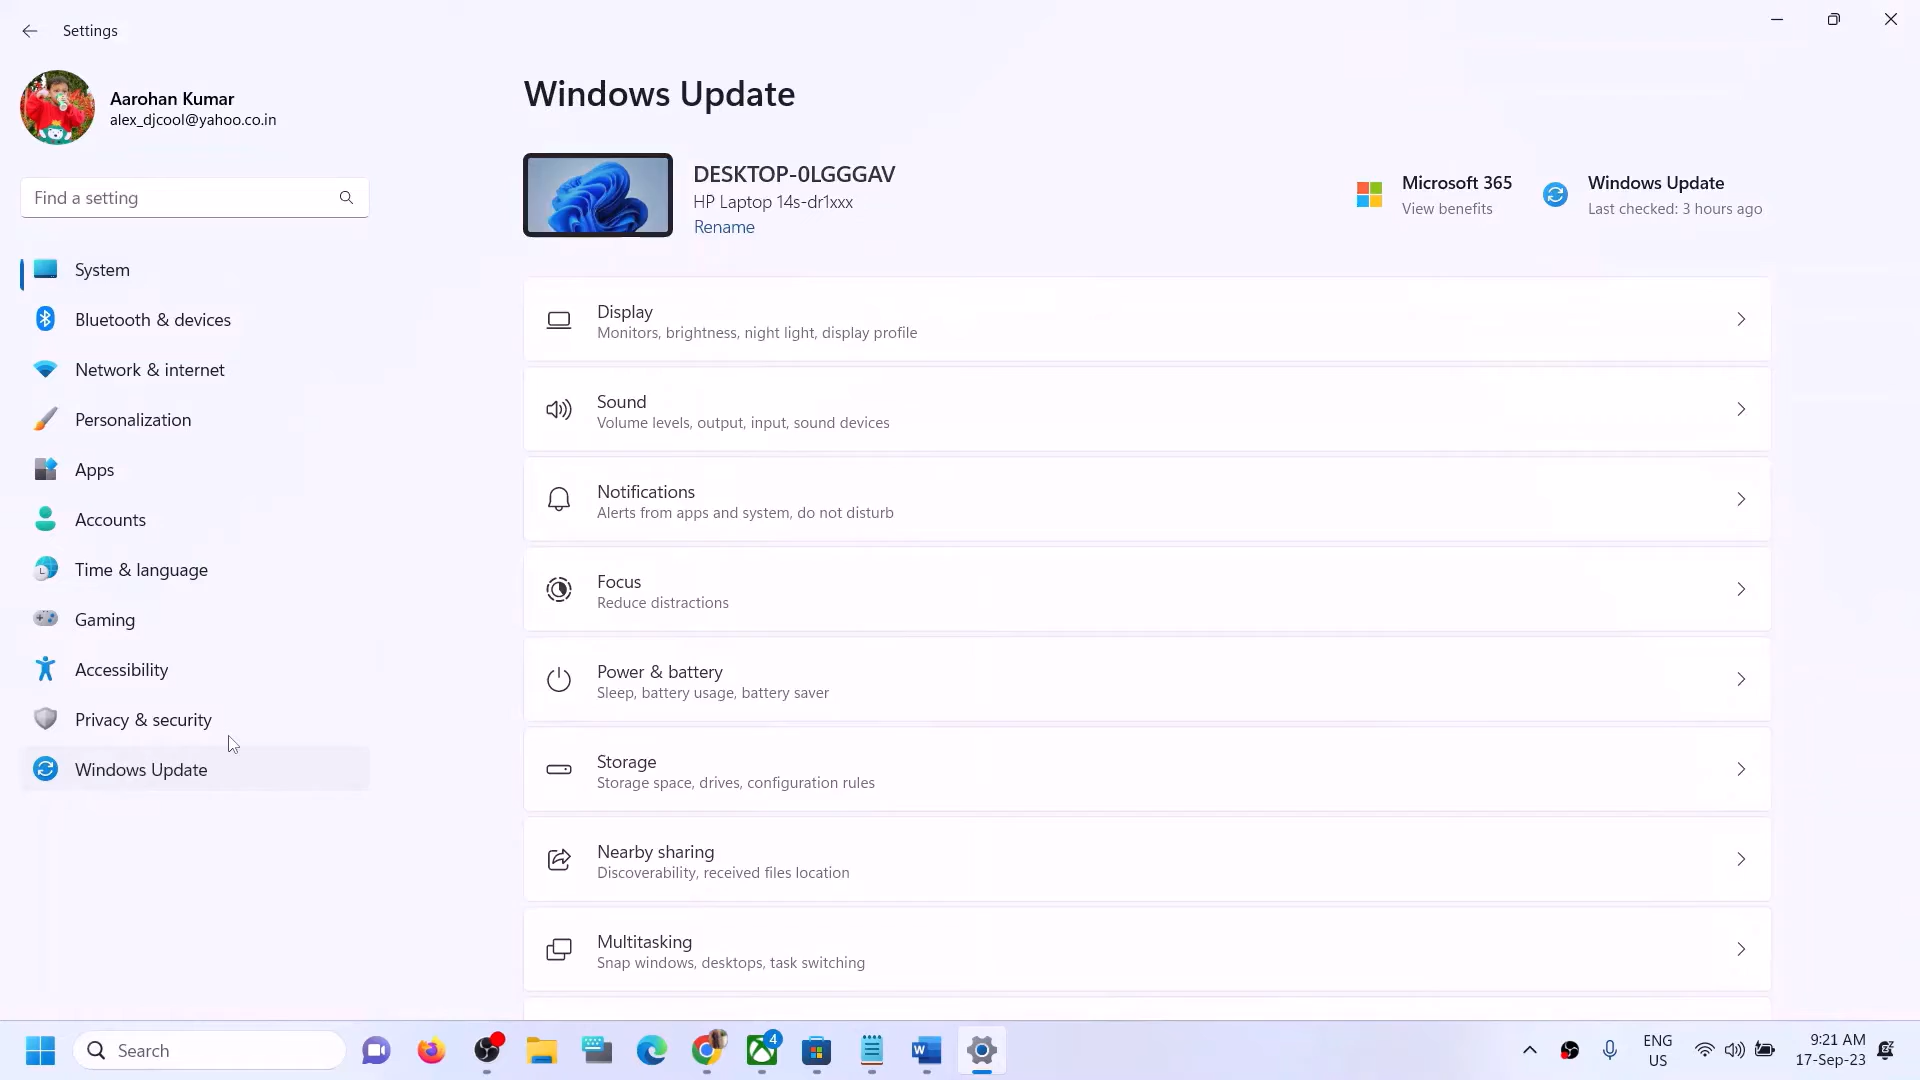 Settings
Aarohan Kumar
alex_djcool@yahoo.co.in
Find a setting
System
Bluetooth & devices
Network & internet
Personalization
Apps
Accounts
Time & language
Gaming
Accessibility
Privacy & security
Windows Update
Windows Update
DESKTOP-0LGGGAV
HP Laptop 14s-dr1xxx
Rename
Microsoft 365
View benefits
Windows Update
Last checked: 3 hours ago
Display
Monitors, brightness, night light, display profile
Sound
Volume levels, output, input, sound devices
Notifications
Alerts from apps and system, do not disturb
Focus
Reduce distractions
Power & battery
Sleep, battery usage, battery saver
Storage
Storage space, drives, configuration rules
Nearby sharing
Discoverability, received files location
Multitasking
Snap windows, desktops, task switching
Search
4
ENG
US
9:21 AM
17-Sep-23